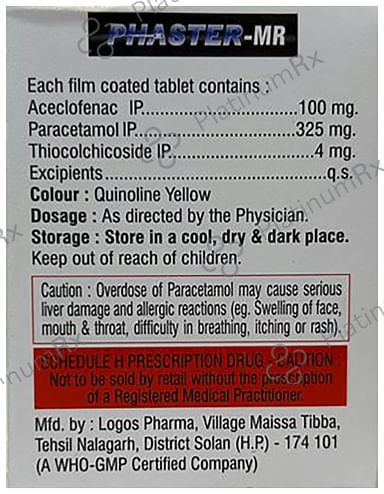 PHASTER-MR
Each film coated tablet contains :
Aceclofenac IP..............................100 mg.
Paracetamol IP..............................325 mg.
Thiocolchicoside IP........................4 mg.
Excipients.........................................q.s.
Colour : Quinoline Yellow
Dosage : As directed by the Physician.
Storage : Store in a cool, dry & dark place.
Keep out of reach of children.
Caution : Overdose of Paracetamol may cause serious
liver damage and allergic reactions (eg. Swelling of face,
mouth & throat, difficulty in breathing, itching or rash).
SCHEDULE H PRESCRIPTION DRUG - CAUTION :
Not to be sold by retail without the prescription
of a Registered Medical Practitioner.
Mfd. by : Logos Pharma, Village Maissa Tibba,
Tehsil Nalagarh, District Solan (H.P.) - 174 101
(A WHO-GMP Certified Company)
PlatinumRx
PlatinumRx
PlatinumRx
PlatinumRx